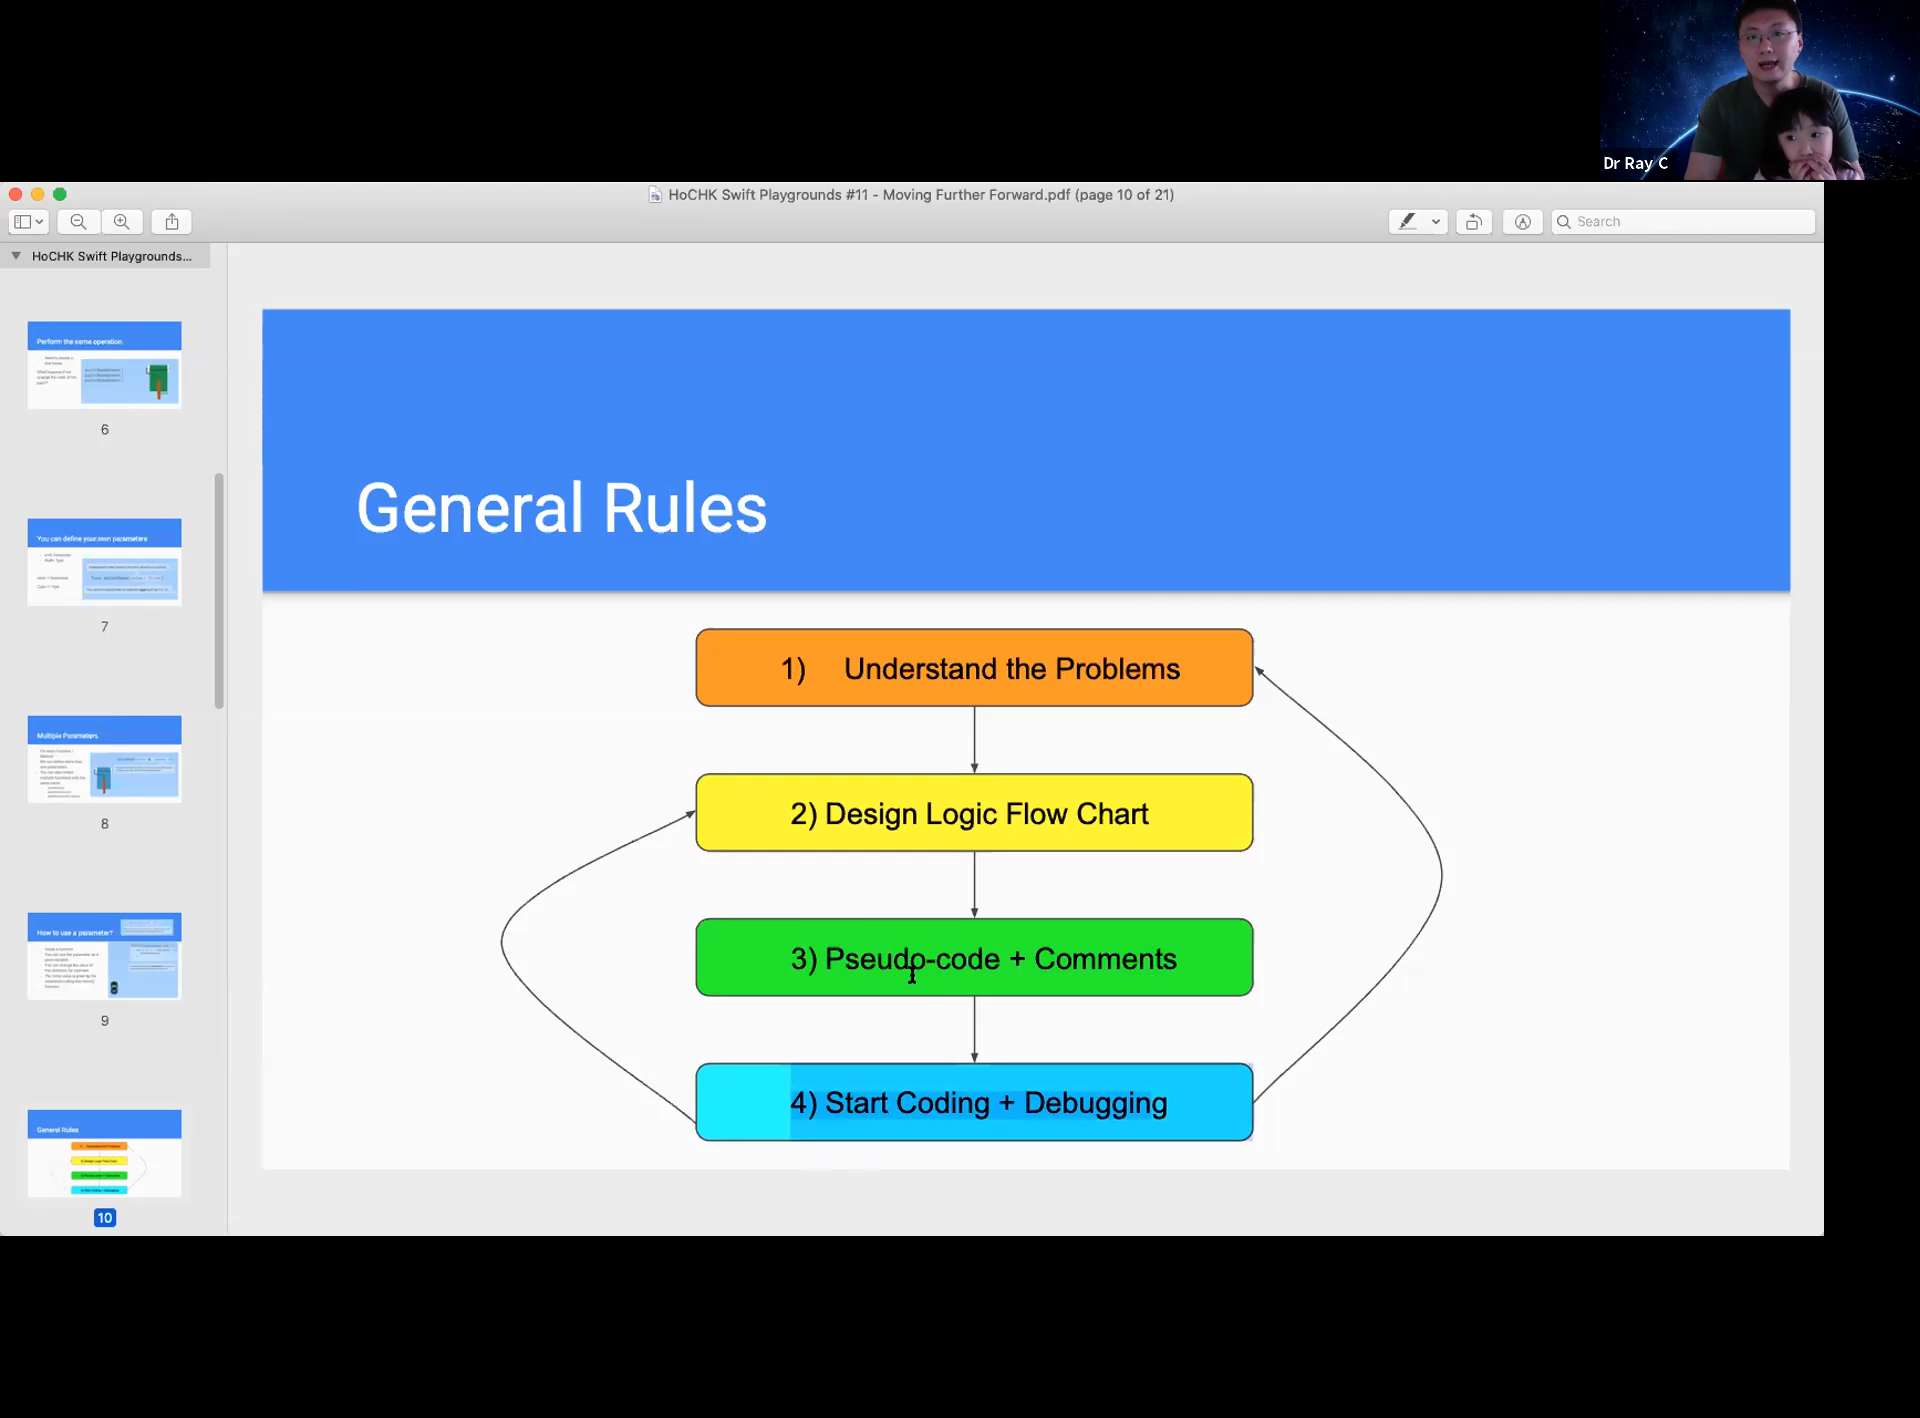 Dr Ray C
HoCHK Swift Playgrounds #11 - Moving Further Forward.pdf (page 10 of 21)
Search
HoCHK Swift Playgrounds...
Perform the same operation
6
You can define your own parameters
7
Multiple Parameters
8
How to use a parameter?
9
General Rules
10
General Rules
1) Understand the Problems
2) Design Logic Flow Chart
3) Pseudo-code + Comments
4) Start Coding + Debugging